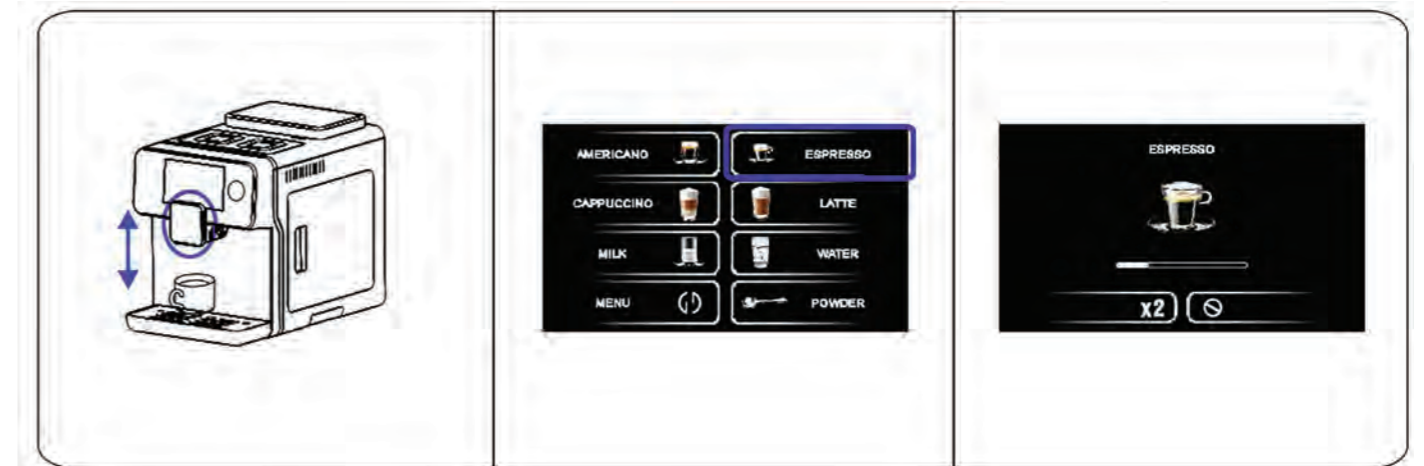 AMERICANO
ESPRESSO
CAPPUCCINO
LATTE
MILK
WATER
MENU
POWDER
ESPRESSO
x2